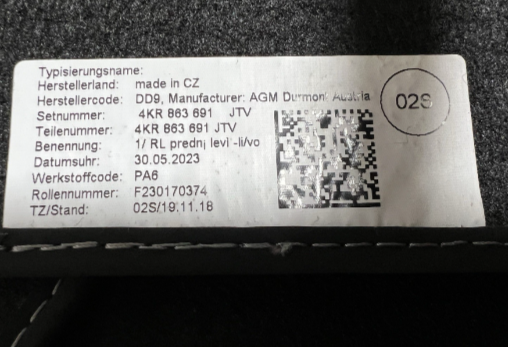 Typisierungsname:
Herstellerland: made in CZ
Herstellercode: DD9, Manufacturer: AGM Durmont Austria
Setnummer: 4KR 863 691 JTV
Teilenummer: 4KR 863 691 JTV
Benennung: 1/ RL predni levi -li/vo
Datumsuhr: 30.05.2023
Werkstoffcode: PA6
Rollennummer: F230170374
TZ/Stand: 02S/19.11.18
02S